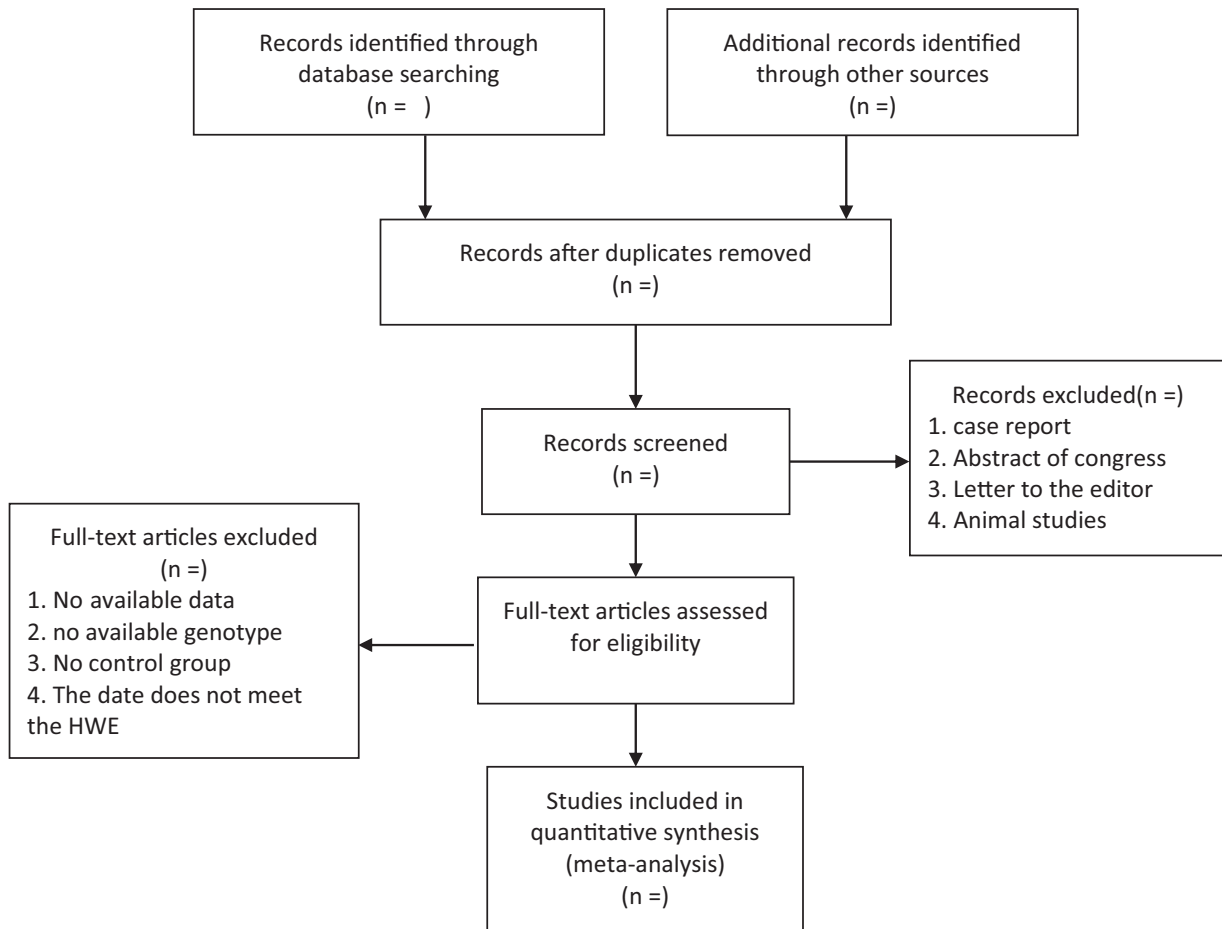 Records identified through
database searching
(n =   )
Additional records identified
through other sources
(n =)
Records after duplicates removed
(n =)
Records screened
(n =)
Records excluded(n =)
1. case report
2. Abstract of congress
3. Letter to the editor
4. Animal studies
Full-text articles excluded
(n =)
1. No available data
2. no available genotype
3. No control group
4. The date does not meet
the HWE
Full-text articles assessed
for eligibility
Studies included in
quantitative synthesis
(meta-analysis)
(n =)